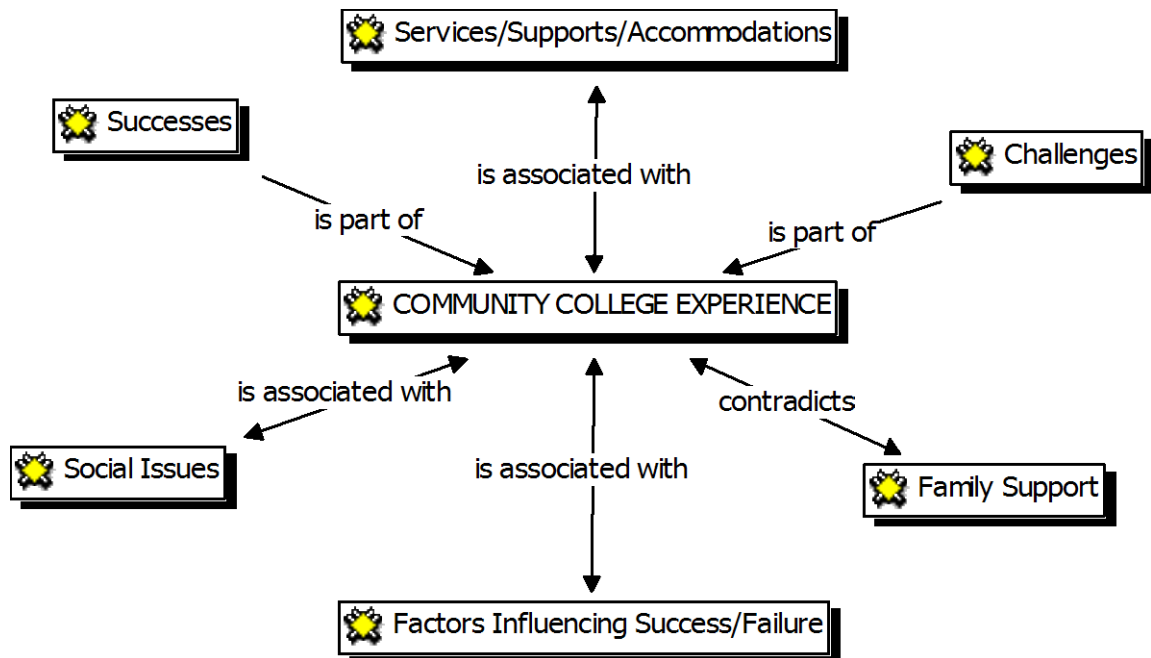 Services/Supports/Accommodations
Successes
Challenges
is associated with
is part of
is part of
COMMUNITY COLLEGE EXPERIENCE
is associated with
contradicts
Social Issues
is associated with
Family Support
Factors Influencing Success/Failure